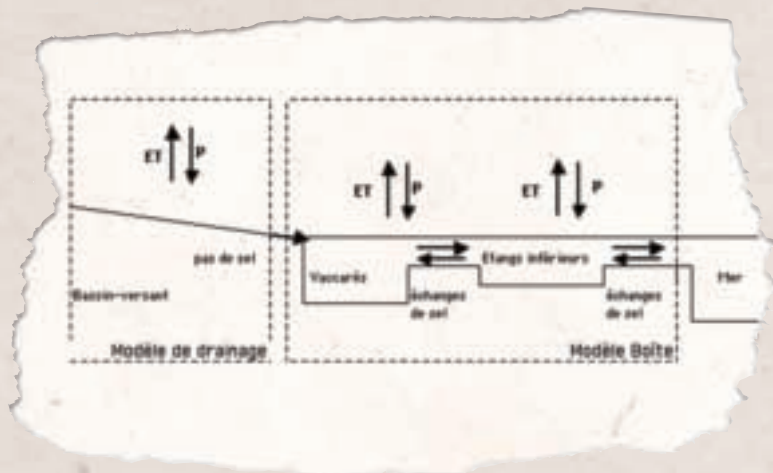 ET P
ET P
ET P
pas de sel
Vaccarès
Etangs inférieurs
Mer
Bassin-versant
échanges
de sel
échanges
de sel
Modèle de drainage
Modèle Boîte